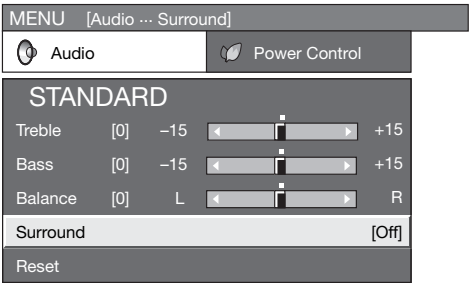 MENU [Audio ··· Surround]
Audio Power Control
STANDARD
Treble [0] –15 +15
Bass [0] –15 +15
Balance [0] L R
Surround [Off]
Reset